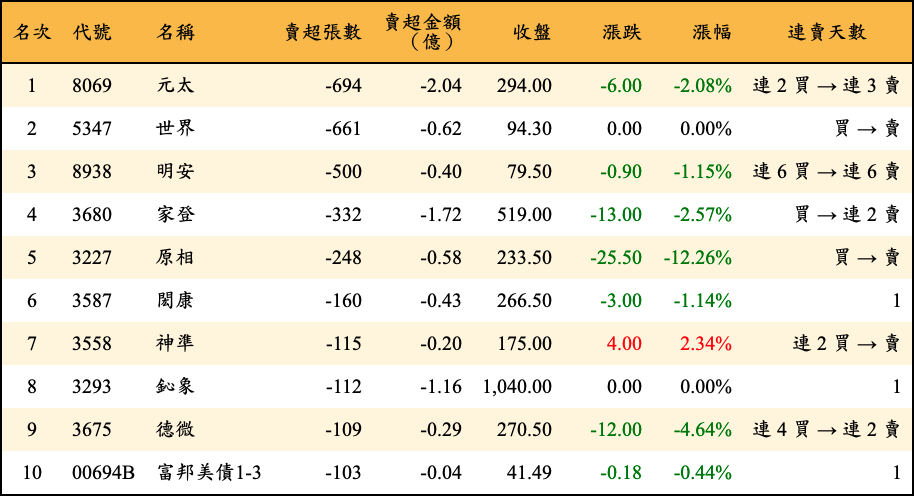 名次 代號 名稱 賣超張數 賣超金額（億） 收盤 漲跌 漲幅 連賣天數
1 8069 元太 -694 -2.04 294.00 -6.00 -2.08% 連 2 買 → 連 3 賣
2 5347 世界 -661 -0.62 94.30 0.00 0.00% 買 → 賣
3 8938 明安 -500 -0.40 79.50 -0.90 -1.15% 連 6 買 → 連 6 賣
4 3680 家登 -332 -1.72 519.00 -13.00 -2.57% 買 → 連 2 賣
5 3227 原相 -248 -0.58 233.50 -25.50 -12.26% 買 → 賣
6 3587 閎康 -160 -0.43 266.50 -3.00 -1.14% 1
7 3558 神準 -115 -0.20 175.00 4.00 2.34% 連 2 買 → 賣
8 3293 鈊象 -112 -1.16 1,040.00 0.00 0.00% 1
9 3675 德微 -109 -0.29 270.50 -12.00 -4.64% 連 4 買 → 連 2 賣
10 00694B 富邦美債1-3 -103 -0.04 41.49 -0.18 -0.44% 1